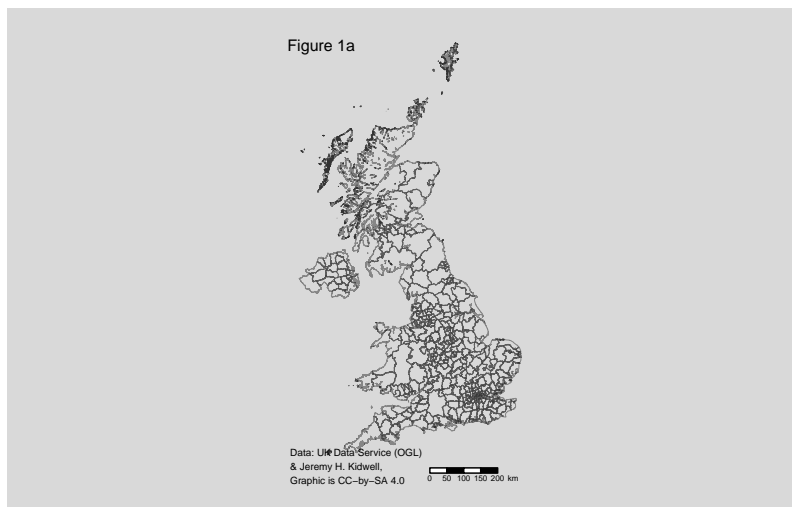 Figure 1a
Data: UK Data Service (OGL)
& Jeremy H. Kidwell,
Graphic is CC−by−SA 4.0
0 50 100 150 200 km